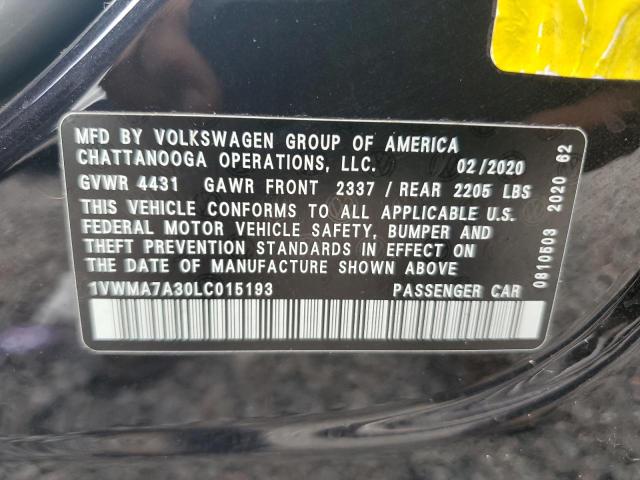 MFD BY VOLKSWAGEN GROUP OF AMERICA
CHATTANOOGA OPERATIONS, LLC. 02/2020
GVWR 4431 GAWR FRONT 2337 / REAR 2205 LBS
THIS VEHICLE CONFORMS TO ALL APPLICABLE U.S.
FEDERAL MOTOR VEHICLE SAFETY, BUMPER AND
THEFT PREVENTION STANDARDS IN EFFECT ON
THE DATE OF MANUFACTURE SHOWN ABOVE
1VWMA7A30LC015193 PASSENGER CAR
0810503 2020 62